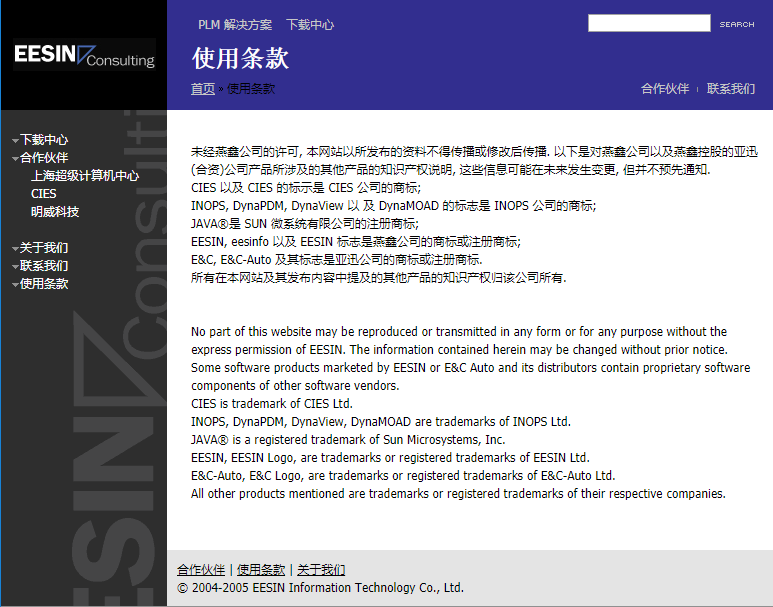 EESIN Consulting
PLM 解决方案 下载中心
SEARCH
使用条款
首页 » 使用条款
合作伙伴 | 联系我们
下载中心
合作伙伴
上海超级计算机中心
CIES
明威科技
关于我们
联系我们
使用条款
EESIN Consulting
未经燕鑫公司的许可, 本网站以所发布的资料不得传播或修改后传播. 以下是对燕鑫公司以及燕鑫控股的亚迅
(合资)公司产品所涉及的其他产品的知识产权说明, 这些信息可能在未来发生变更, 但并不预先通知.
CIES 以及 CIES 的标示是 CIES 公司的商标;
INOPS, DynaPDM, DynaView 以 及 DynaMOAD 的标志是 INOPS 公司的商标;
JAVA®是 SUN 微系统有限公司的注册商标;
EESIN, eesinfo 以及 EESIN 标志是燕鑫公司的商标或注册商标;
E&C, E&C-Auto 及其标志是亚迅公司的商标或注册商标.
所有在本网站及其发布内容中提及的其他产品的知识产权归该公司所有.
No part of this website may be reproduced or transmitted in any form or for any purpose without the
express permission of EESIN. The information contained herein may be changed without prior notice.
Some software products marketed by EESIN or E&C Auto and its distributors contain proprietary software
components of other software vendors.
CIES is trademark of CIES Ltd.
INOPS, DynaPDM, DynaView, DynaMOAD are trademarks of INOPS Ltd.
JAVA® is a registered trademark of Sun Microsystems, Inc.
EESIN, EESIN Logo, are trademarks or registered trademarks of EESIN Ltd.
E&C-Auto, E&C Logo, are trademarks or registered trademarks of E&C-Auto Ltd.
All other products mentioned are trademarks or registered trademarks of their respective companies.
合作伙伴 | 使用条款 | 关于我们
© 2004-2005 EESIN Information Technology Co., Ltd.